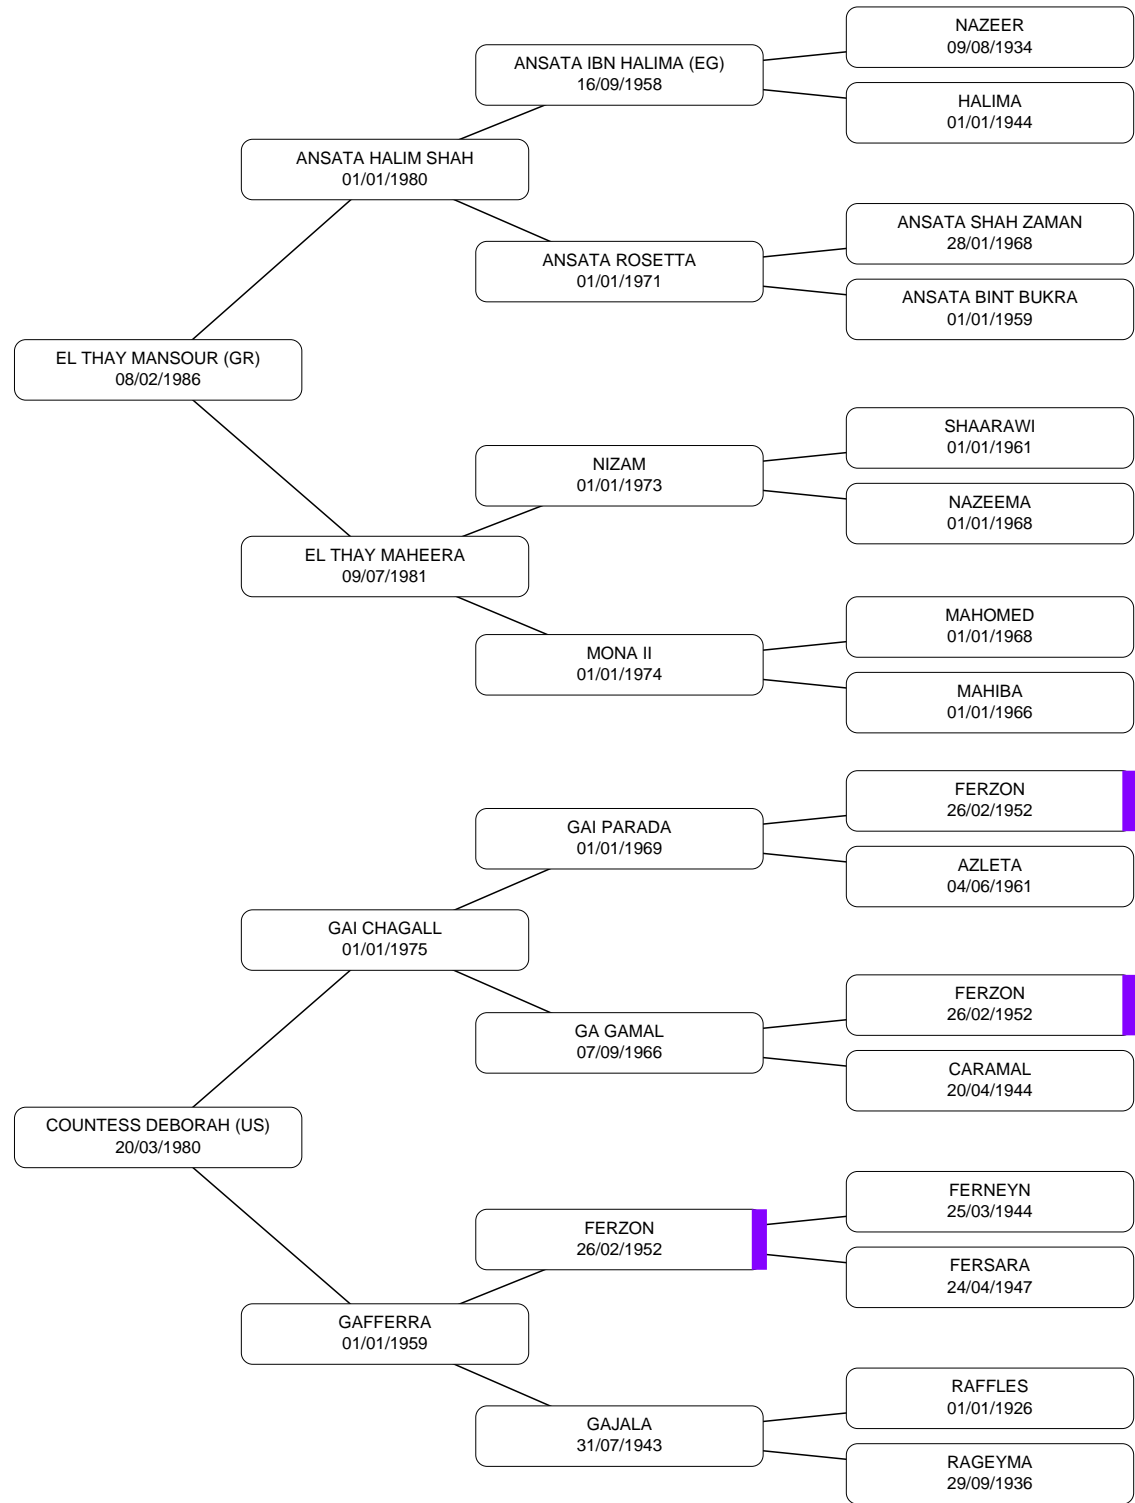 NAZEER
09/08/1934
ANSATA IBN HALIMA (EG)
16/09/1958
HALIMA
01/01/1944
ANSATA HALIM SHAH
01/01/1980
ANSATA SHAH ZAMAN
28/01/1968
ANSATA ROSETTA
01/01/1971
ANSATA BINT BUKRA
01/01/1959
EL THAY MANSOUR (GR)
08/02/1986
SHAARAWI
01/01/1961
NIZAM
01/01/1973
NAZEEMA
01/01/1968
EL THAY MAHEERA
09/07/1981
MAHOMED
01/01/1968
MONA II
01/01/1974
MAHIBA
01/01/1966
FERZON
26/02/1952
GAI PARADA
01/01/1969
AZLETA
04/06/1961
GAI CHAGALL
01/01/1975
FERZON
26/02/1952
GA GAMAL
07/09/1966
CARAMAL
20/04/1944
COUNTESS DEBORAH (US)
20/03/1980
FERNEYN
25/03/1944
FERZON
26/02/1952
FERSARA
24/04/1947
GAFFERRA
01/01/1959
RAFFLES
01/01/1926
GAJALA
31/07/1943
RAGEYMA
29/09/1936